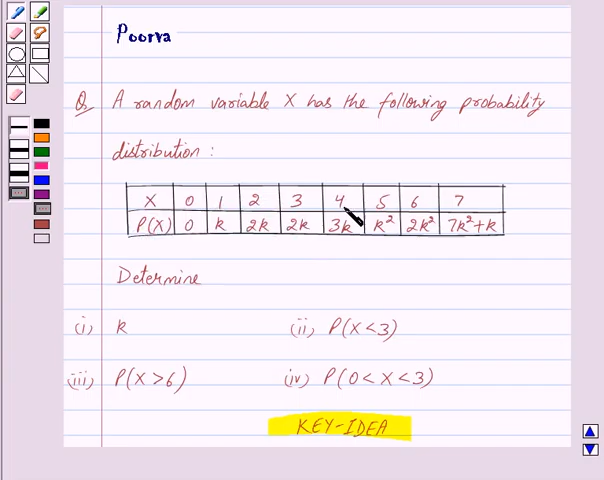 Poorva
Q A random variable X has the following probability
distribution :
X 0 1 2 3 4 5 6 7
P(X) 0 k 2k 2k 3k k² 2k² 7k²+k
Determine
(i) k (ii) P(X<3)
(iii) P(X>6) (iv) P(0<X<3)
KEY-IDEA